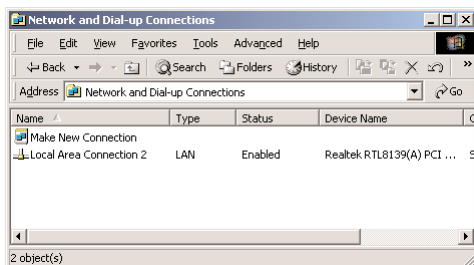 Network and Dial-up Connections
File Edit View Favorites Tools Advanced Help
Back Search Folders History »
Address Network and Dial-up Connections Go
Name Type Status Device Name
Make New Connection
Local Area Connection 2 LAN Enabled Realtek RTL8139(A) PCI ...
2 object(s)